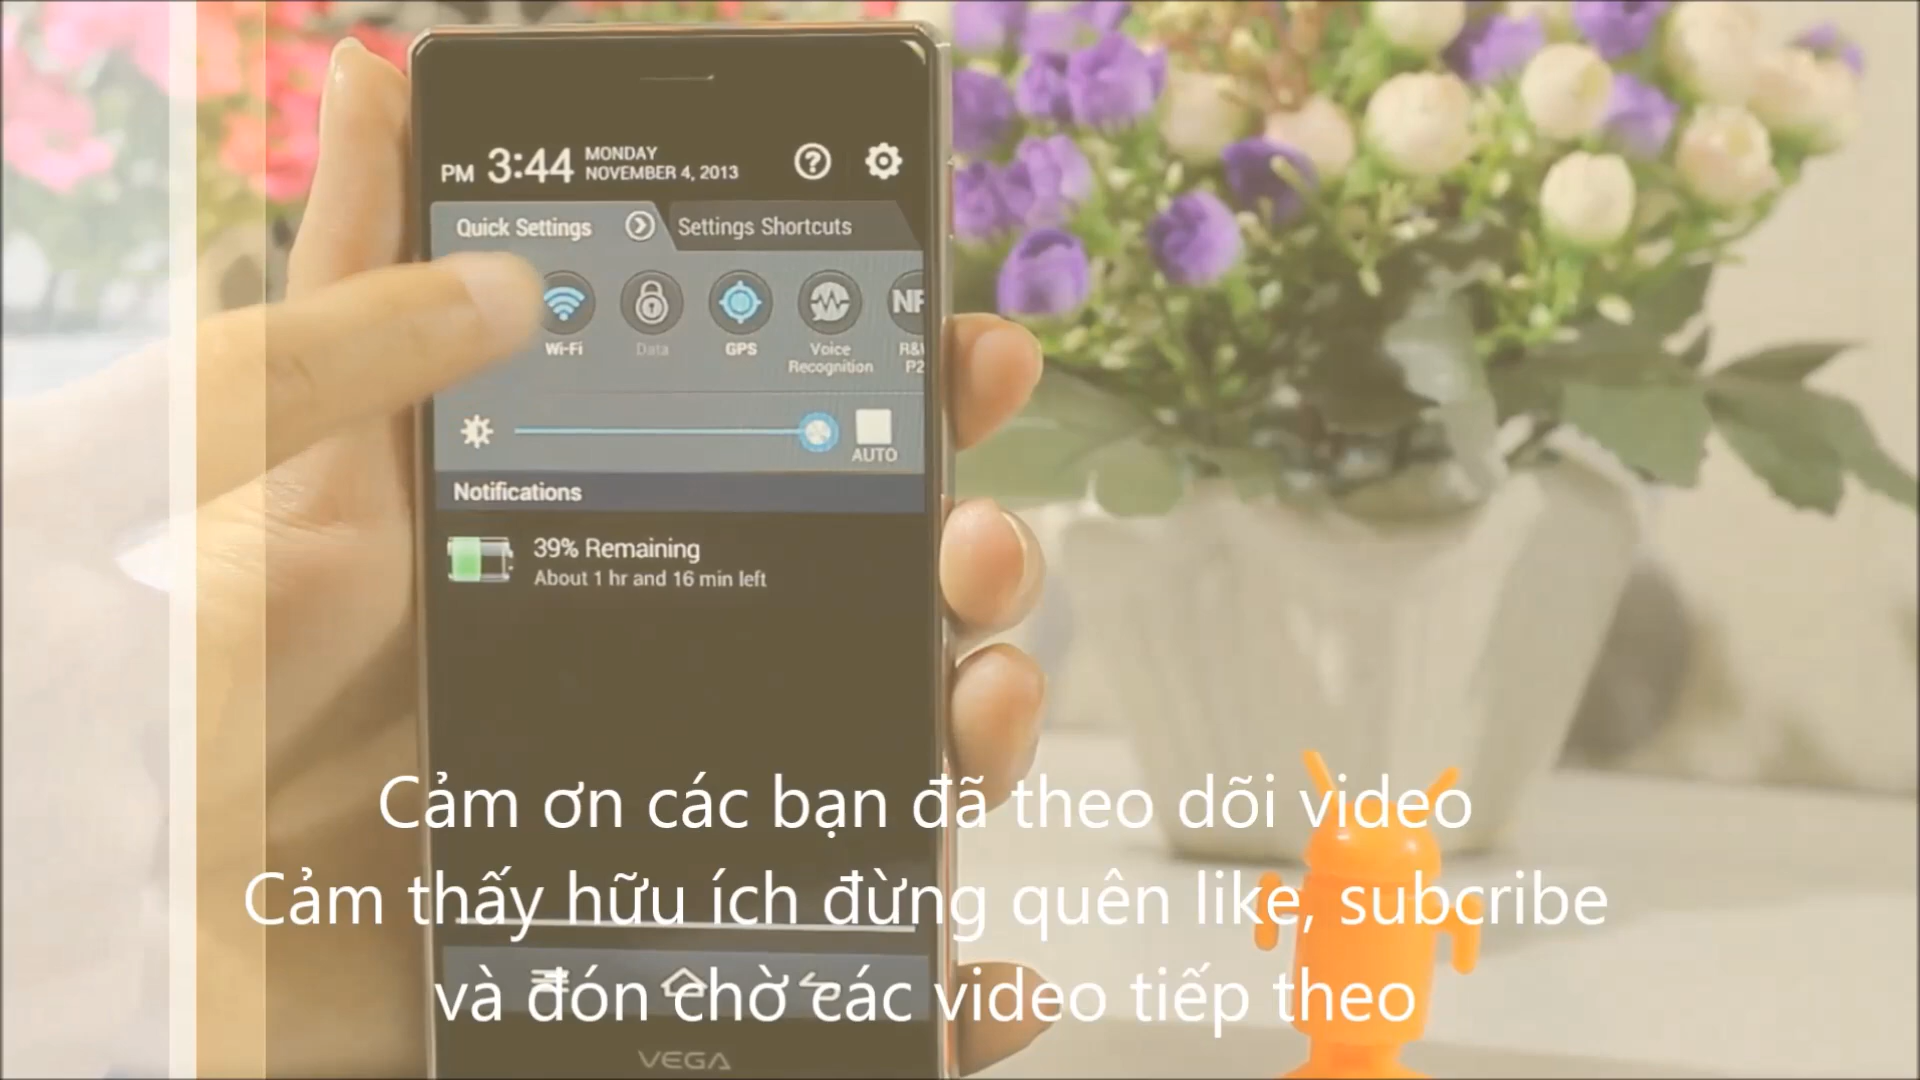 PM 3:44 MONDAY
NOVEMBER 4, 2013
Quick Settings
Settings Shortcuts
Wi-Fi
Data
GPS
Voice
Recognition
AUTO
Notifications
39% Remaining
About 1 hr and 16 min left
Cảm ơn các bạn đã theo dõi video
Cảm thấy hữu ích đừng quên like, subcribe
và đón chờ các video tiếp theo
VEGA